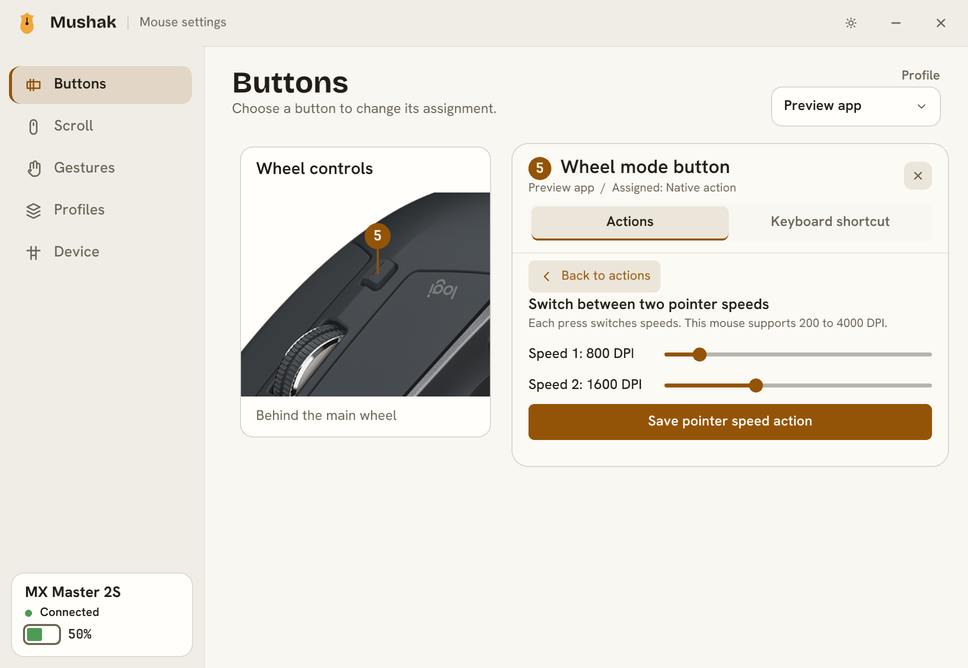 Mushak | Mouse settings
Buttons
Scroll
Gestures
Profiles
Device
MX Master 2S
Connected
50%
Buttons
Choose a button to change its assignment.
Profile
Preview app
Wheel controls
5
logi
Behind the main wheel
5 Wheel mode button
Preview app / Assigned: Native action
Actions
Keyboard shortcut
Back to actions
Switch between two pointer speeds
Each press switches speeds. This mouse supports 200 to 4000 DPI.
Speed 1: 800 DPI
Speed 2: 1600 DPI
Save pointer speed action